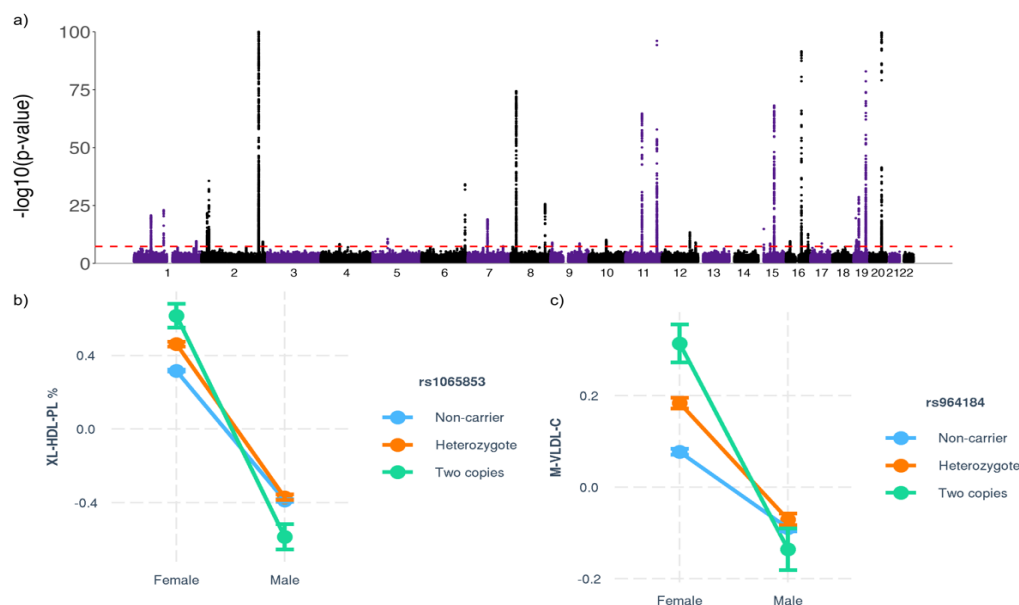 a)
100
75
50
25
0
-log10(p-value)
1 2 3 4 5 6 7 8 9 10 11 12 13 14 15 16 17 18 19 20 21 22
b)
0.4
0.0
-0.4
XL-HDL-PL %
Female Male
rs1065853
Non-carrier
Heterozygote
Two copies
c)
0.2
0.0
-0.2
M-VLDL-C
Female Male
rs964184
Non-carrier
Heterozygote
Two copies